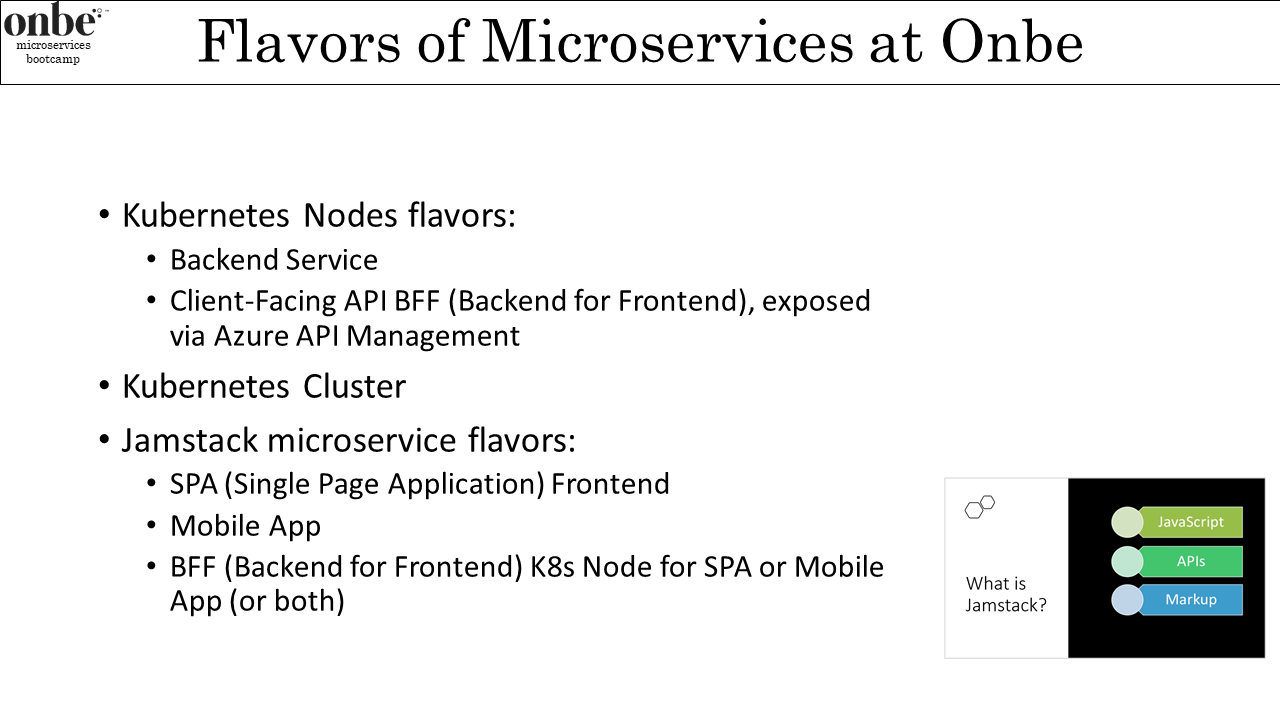 onbe
microservices
bootcamp
Flavors of Microservices at Onbe
• Kubernetes Nodes flavors:
• Backend Service
• Client-Facing API BFF (Backend for Frontend), exposed
via Azure API Management
• Kubernetes Cluster
• Jamstack microservice flavors:
• SPA (Single Page Application) Frontend
• Mobile App
• BFF (Backend for Frontend) K8s Node for SPA or Mobile
App (or both)
What is
Jamstack?
JavaScript
APIs
Markup